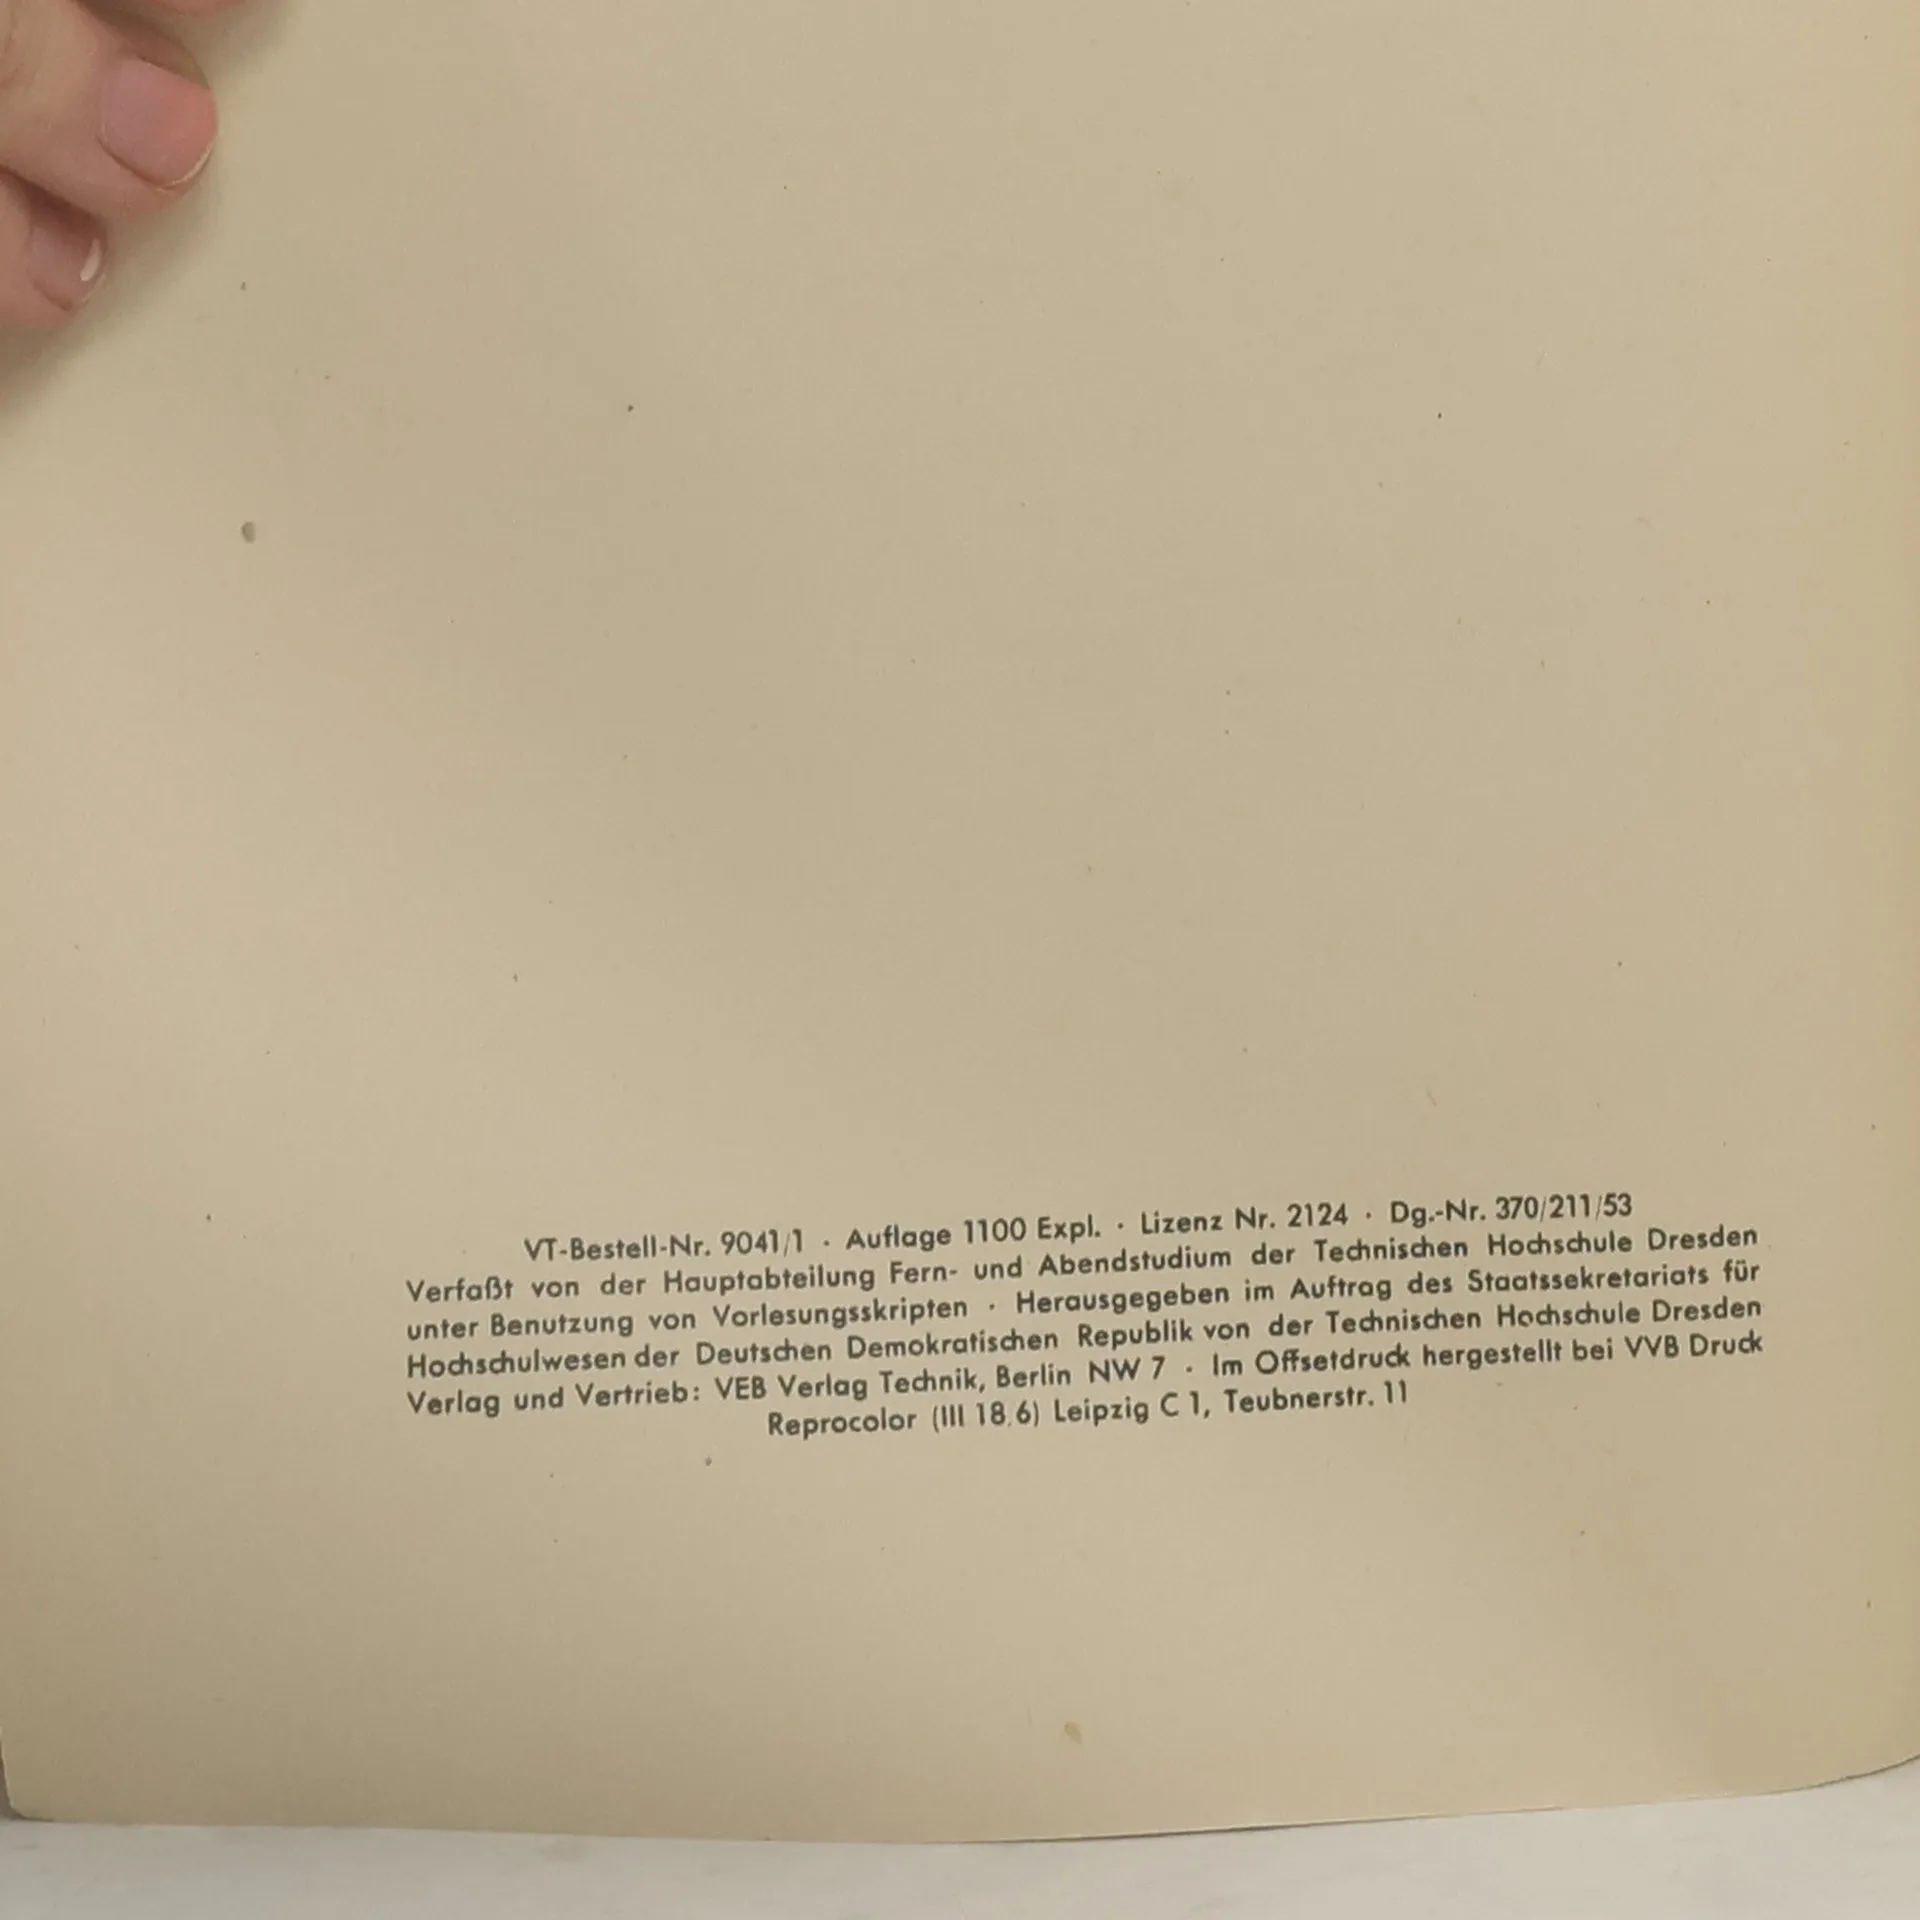 VT-Bestell-Nr. 9041/1 · Auflage 1100 Expl. · Lizenz Nr. 2124 · Dg.-Nr. 370/211/53
Verfaßt von der Hauptabteilung Fern- und Abendstudium der Technischen Hochschule Dresden
unter Benutzung von Vorlesungsskripten · Herausgegeben im Auftrag des Staatssekretariats für
Hochschulwesen der Deutschen Demokratischen Republik von der Technischen Hochschule Dresden
Verlag und Vertrieb: VEB Verlag Technik, Berlin NW 7 · Im Offsetdruck hergestellt bei VVB Druck
Reprocolor (III 18.6) Leipzig C 1, Teubnerstr. 11